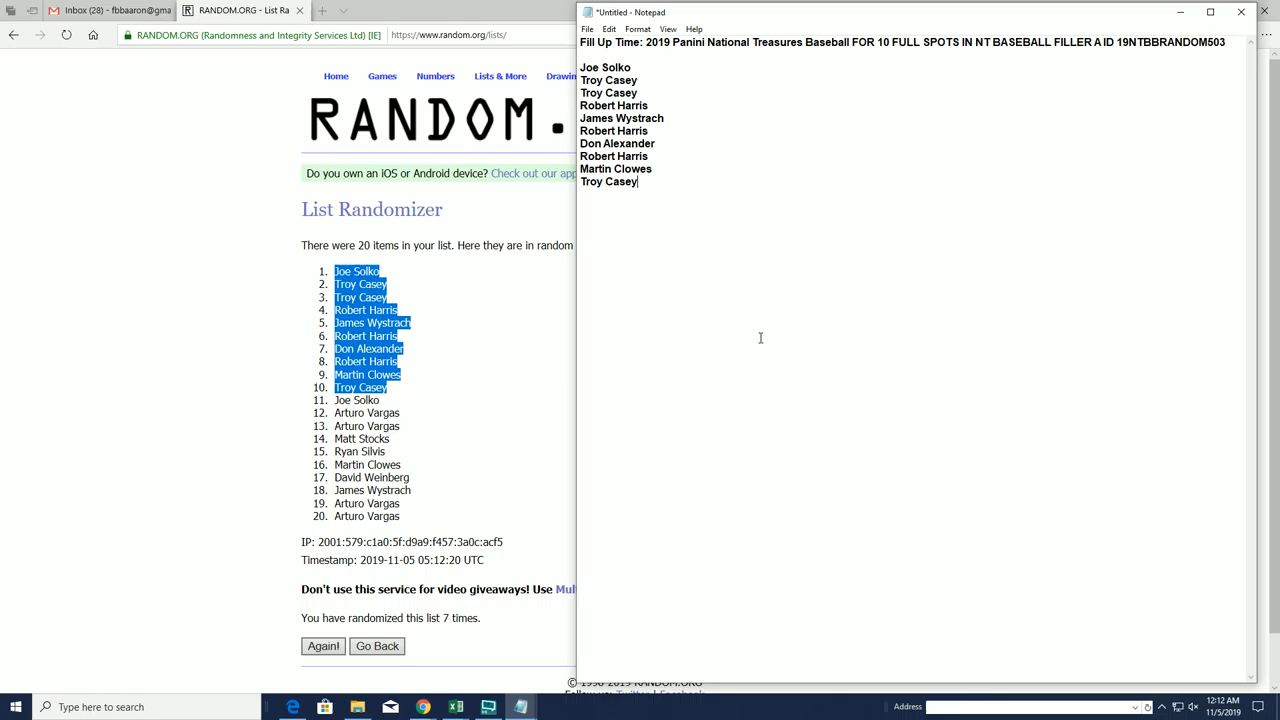 Inbox (28) - fbbaaron@gma
RANDOM.ORG - List Ra
RANDOM.ORG (Randomness and Integrity Services Ltd) [IE]
https://www.random.org/lists/
Home Games Numbers Lists & More Drawin
RANDOM.
Do you own an iOS or Android device? Check out our app
List Randomizer
There were 20 items in your list. Here they are in random
1. Joe Solko
2. Troy Casey
3. Troy Casey
4. Robert Harris
5. James Wystrach
6. Robert Harris
7. Don Alexander
8. Robert Harris
9. Martin Clowes
10. Troy Casey
11. Joe Solko
12. Arturo Vargas
13. Arturo Vargas
14. Matt Stocks
15. Ryan Silvis
16. Martin Clowes
17. David Weinberg
18. James Wystrach
19. Arturo Vargas
20. Arturo Vargas
IP: 2001:579:c1a0:5f:d9a9:f457:3a0c:acf5
Timestamp: 2019-11-05 05:12:20 UTC
Don't use this service for video giveaways! Use Mul
You have randomized this list 7 times.
Again! Go Back
© 1998-2019 RANDOM.ORG
Follow us: Twitter | Facebook
*Untitled - Notepad
File Edit Format View Help
Fill Up Time: 2019 Panini National Treasures Baseball FOR 10 FULL SPOTS IN NT BASEBALL FILLER A ID 19NTBBRANDOM503
Joe Solko
Troy Casey
Troy Casey
Robert Harris
James Wystrach
Robert Harris
Don Alexander
Robert Harris
Martin Clowes
Troy Casey
Type here to search
Address
12:12 AM
11/5/2019